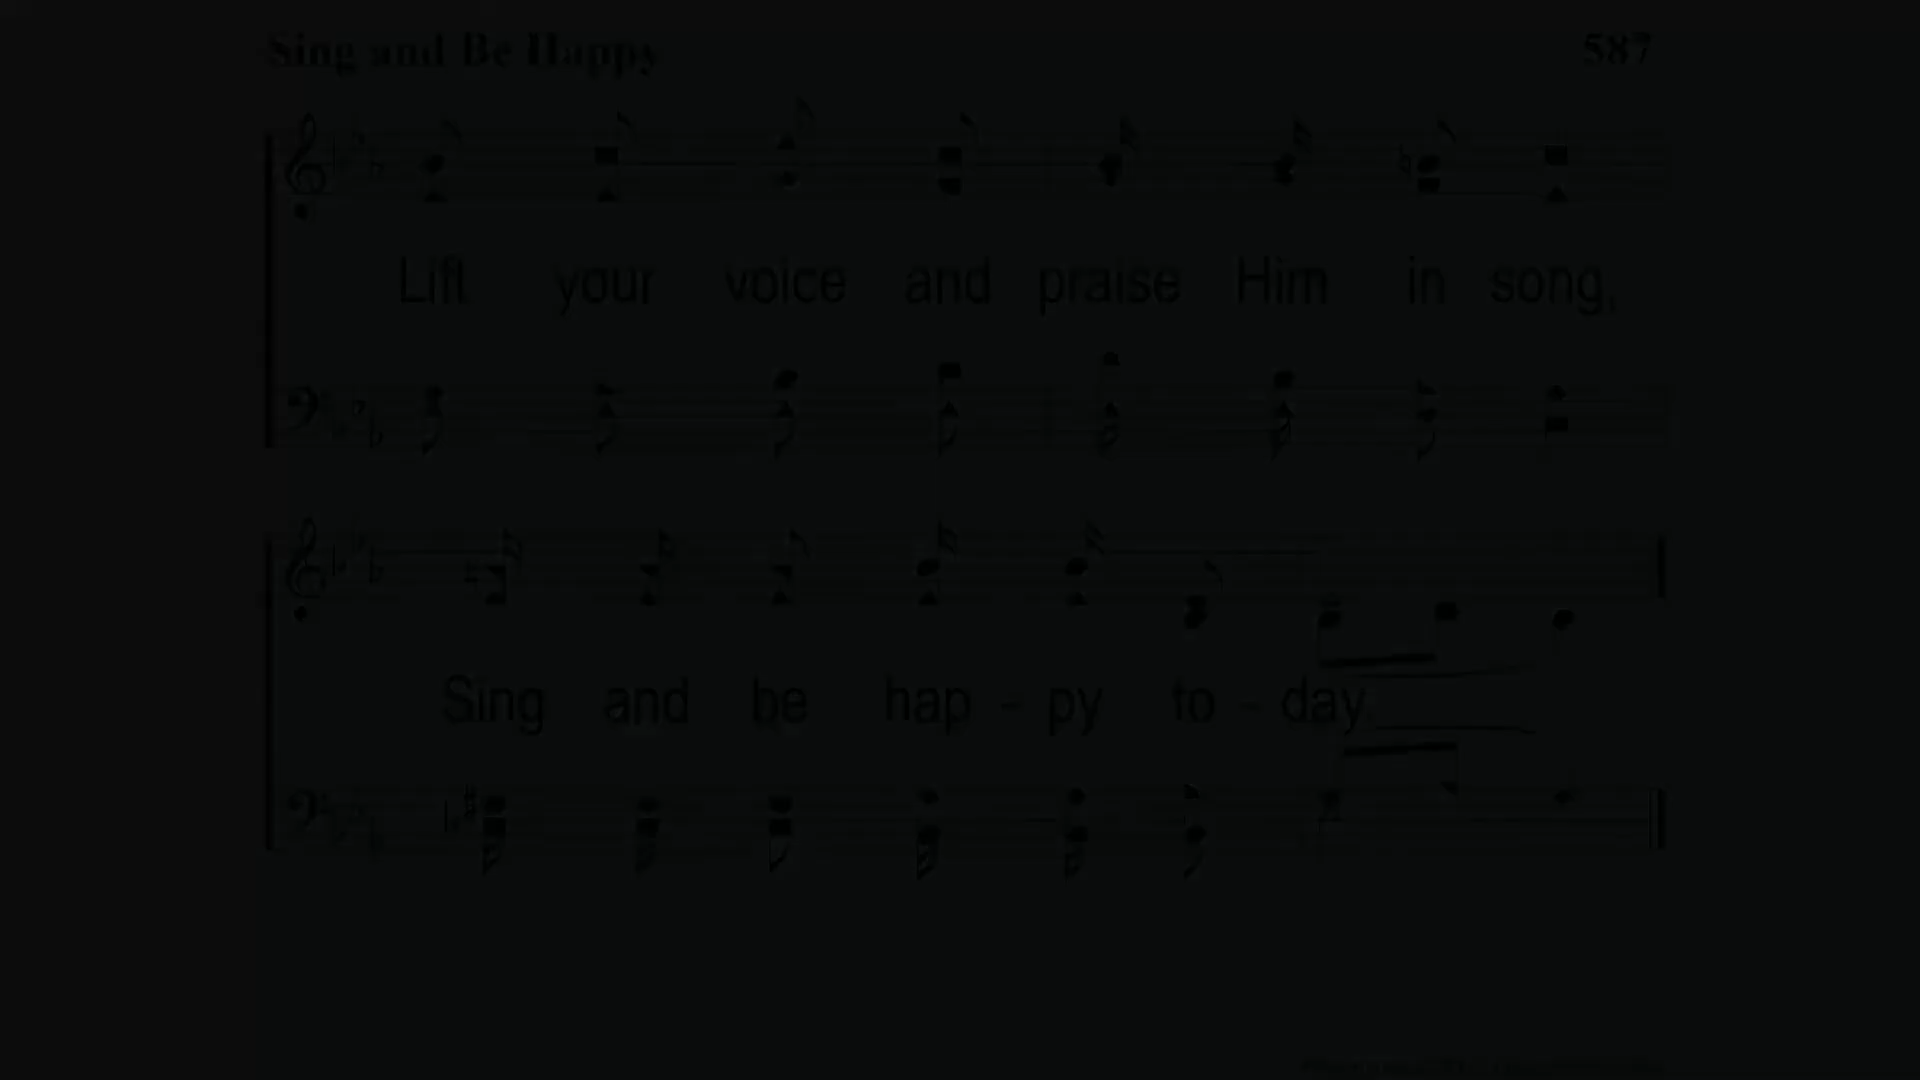 Sing and Be Happy 587
Lift your voice and praise Him in song,
Sing and be hap - py to - day.